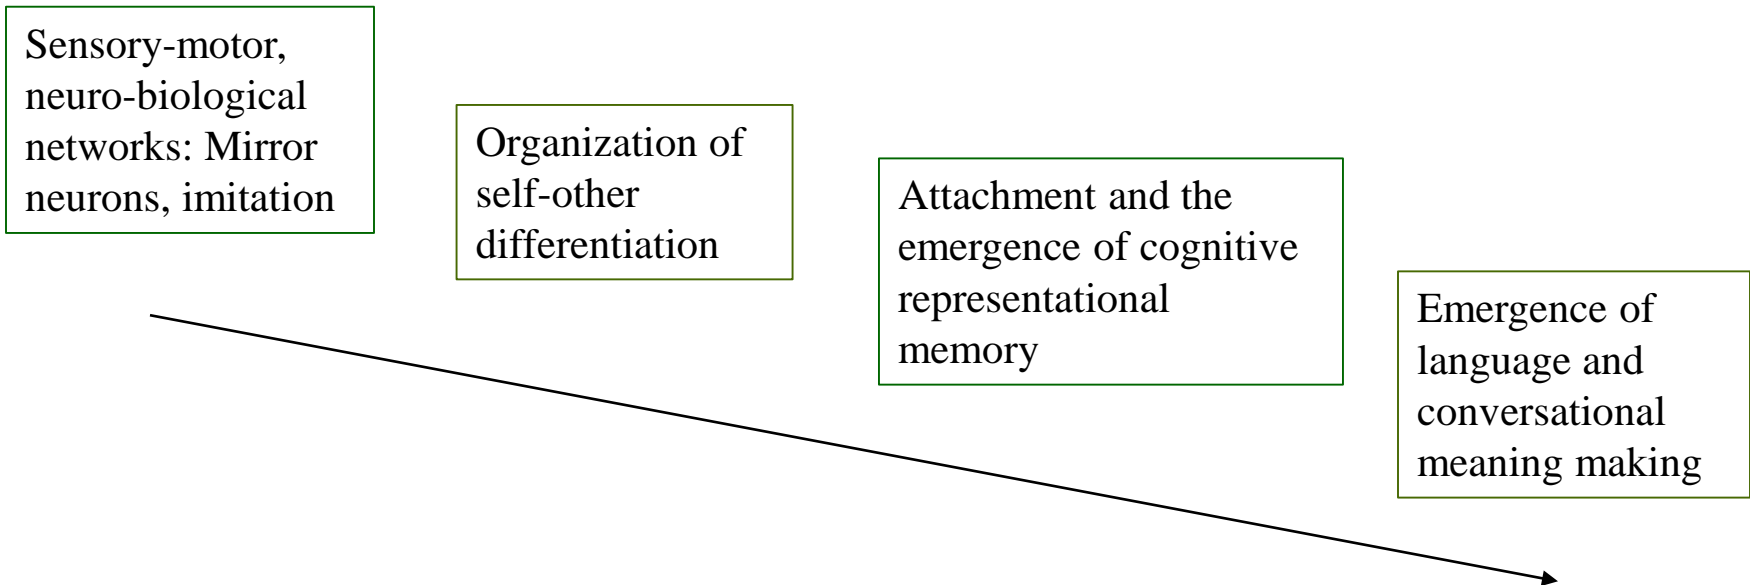 Sensory-motor,
neuro-biological
networks: Mirror
neurons, imitation
Organization of
self-other
differentiation
Attachment and the
emergence of cognitive
representational
memory
Emergence of
language and
conversational
meaning making